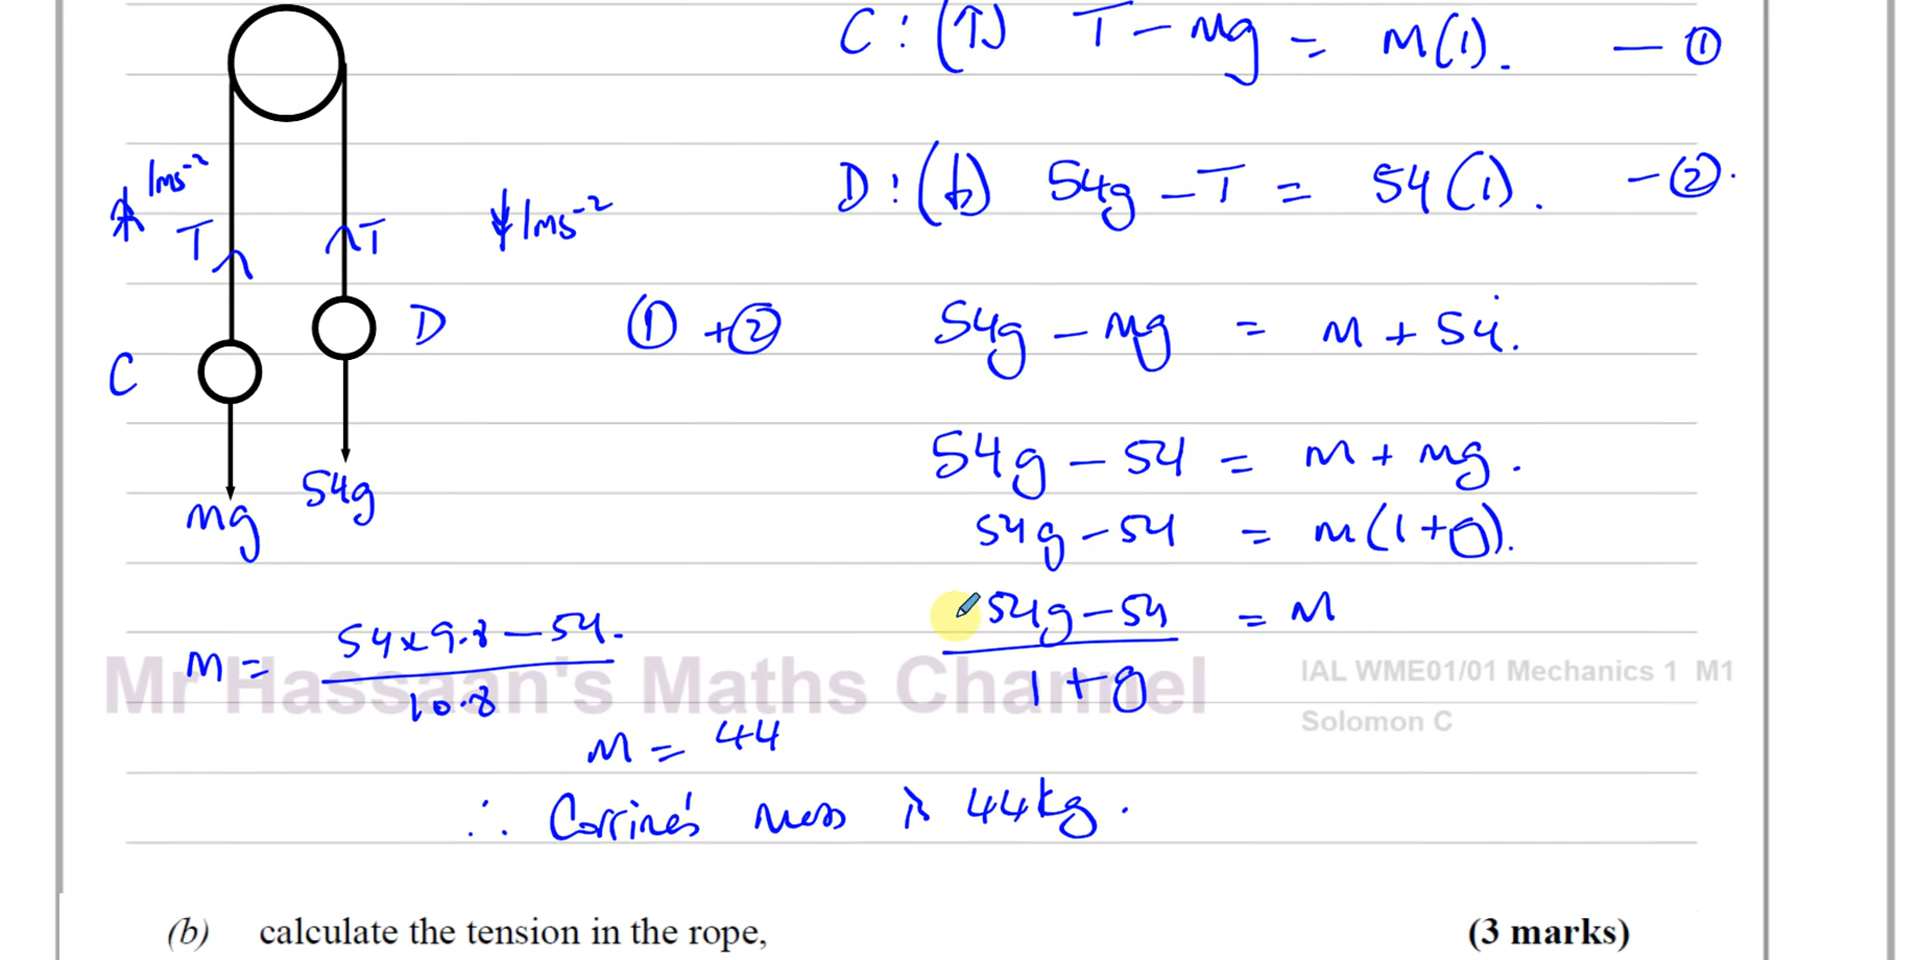 C : (↑) T - Mg = M(1). - ①
1ms⁻²
D : (↓) 54g - T = 54(1). - ②.
T
T
↓ 1ms⁻²
① + ② 54g - Mg = M + 54.
D
C
54g - 54 = M + Mg.
54g
Mg
54g - 54 = M(1+g).
54g - 54 / 1+g = M
M = 54 x 9.8 - 54. / 10.8
Mr Hassaan's Maths Channel
IAL WME01/01 Mechanics 1 M1
Solomon C
M = 44
∴ Corrine's mass is 44kg.
(b) calculate the tension in the rope, (3 marks)